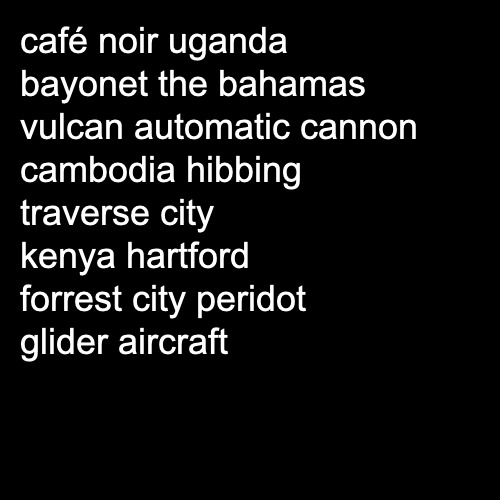 café noir uganda
bayonet the bahamas
vulcan automatic cannon
cambodia hibbing
traverse city
kenya hartford
forrest city peridot
glider aircraft